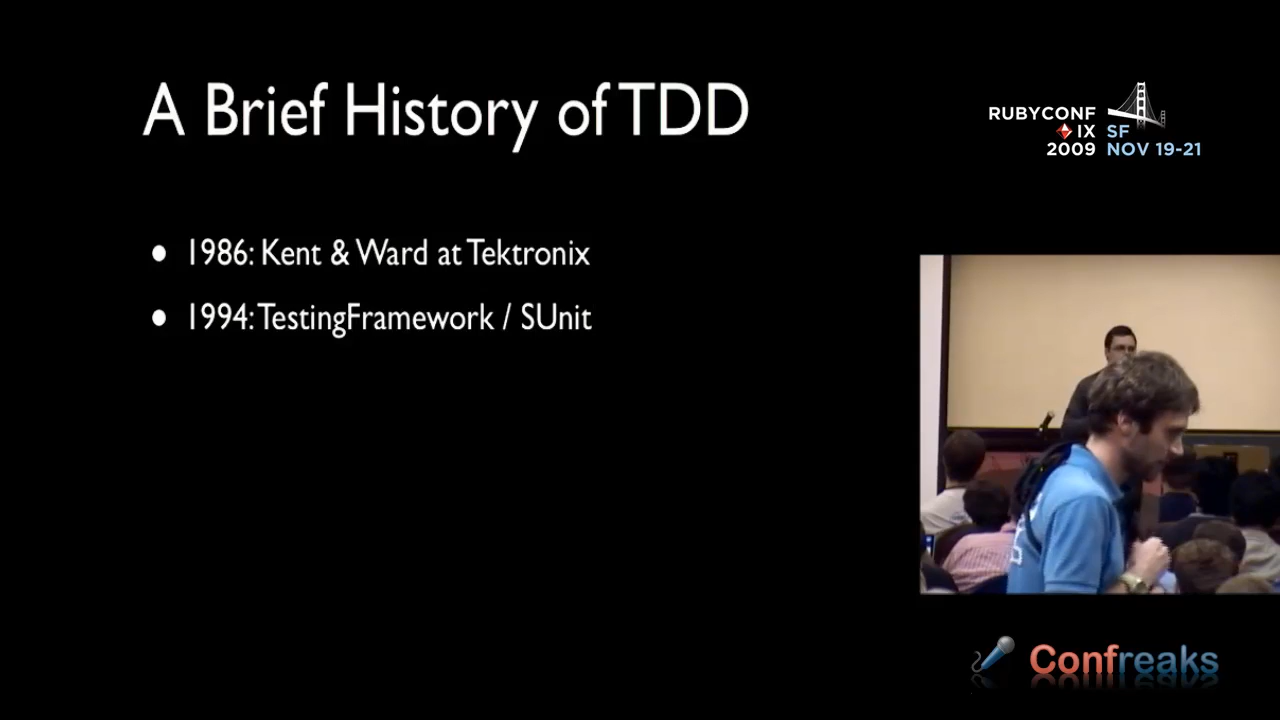 A Brief History of TDD
RUBYCONF
IX SF
2009 NOV 19-21
• 1986: Kent & Ward at Tektronix
• 1994: TestingFramework / SUnit
Confreaks